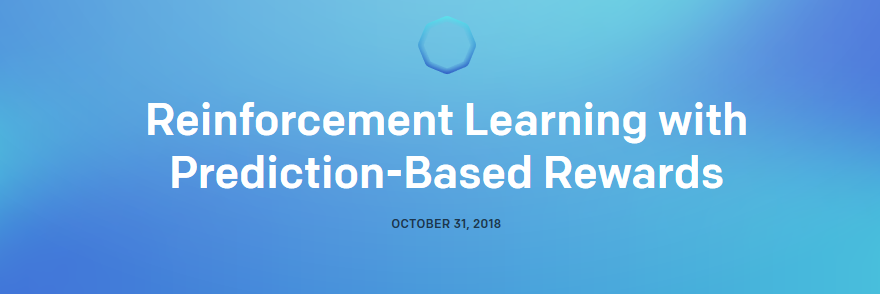 Reinforcement Learning with
Prediction-Based Rewards
OCTOBER 31, 2018